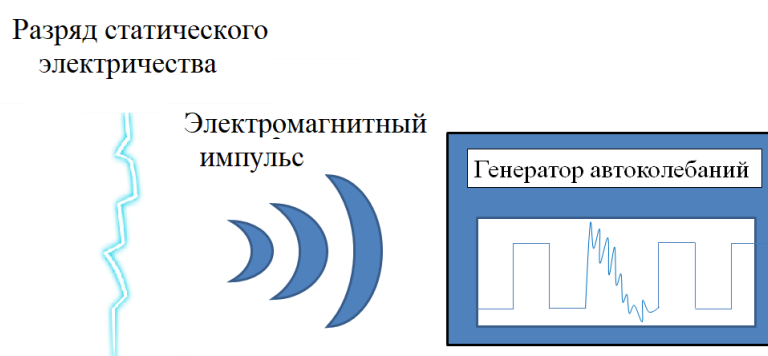 Разряд статического
электричества
Электромагнитный
импульс
Генератор автоколебаний